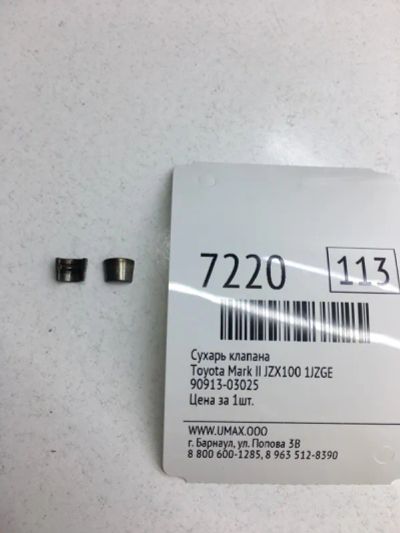 7220 113
Сухарь клапана
Toyota Mark II JZX100 1JZGE
90913-03025
Цена за 1шт.
WWW.UMAX.OOO
г. Барнаул, ул. Попова 3В
8 800 600-1285, 8 963 512-8390